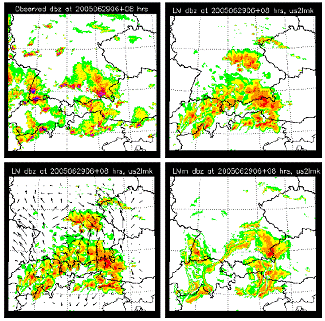 Observed dbz at 2005062906+08 hrs
LM dbz at 2005062906+08 hrs, us2lmk
LM dbz at 2005062906+08 hrs, us2lmk
LMm dbz at 2005062906+08 hrs, us2lmk